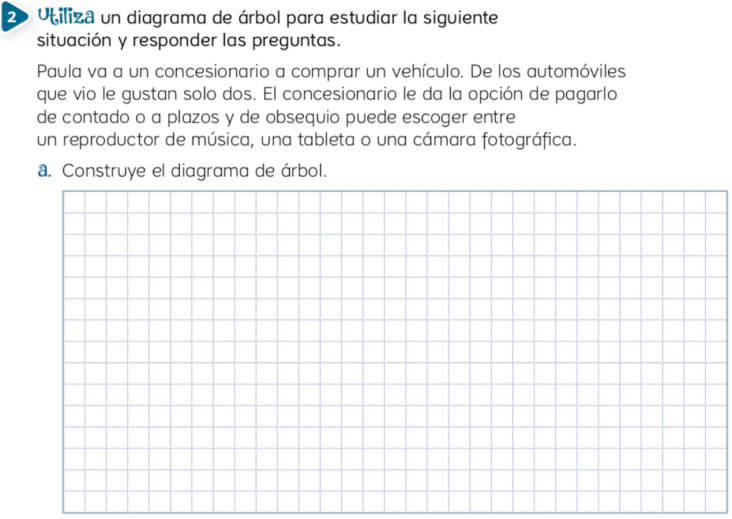 2 Utiliza un diagrama de árbol para estudiar la siguiente
situación y responder las preguntas.
Paula va a un concesionario a comprar un vehículo. De los automóviles
que vio le gustan solo dos. El concesionario le da la opción de pagarlo
de contado o a plazos y de obsequio puede escoger entre
un reproductor de música, una tableta o una cámara fotográfica.
a. Construye el diagrama de árbol.